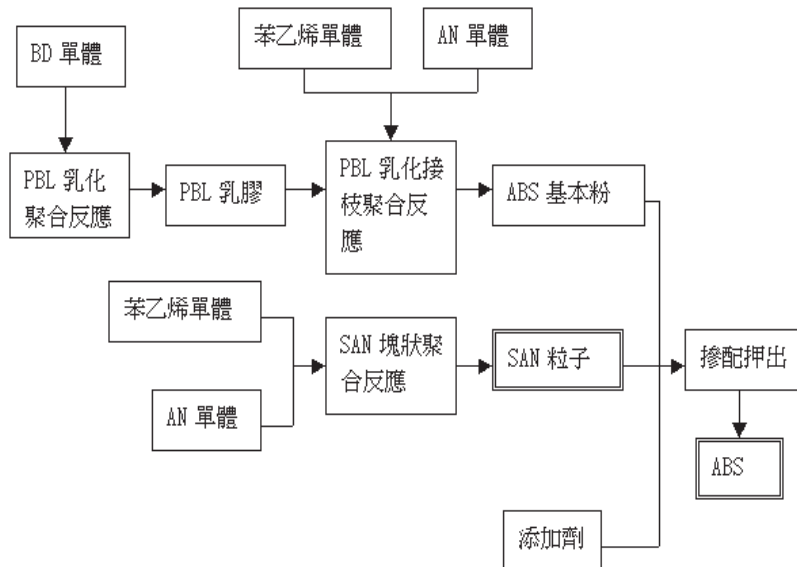 BD 單體
苯乙烯單體
AN 單體
PBL 乳化
聚合反應
PBL 乳膠
PBL 乳化接
枝聚合反
應
ABS 基本粉
苯乙烯單體
AN 單體
SAN 塊狀聚
合反應
SAN 粒子
摻配押出
ABS
添加劑